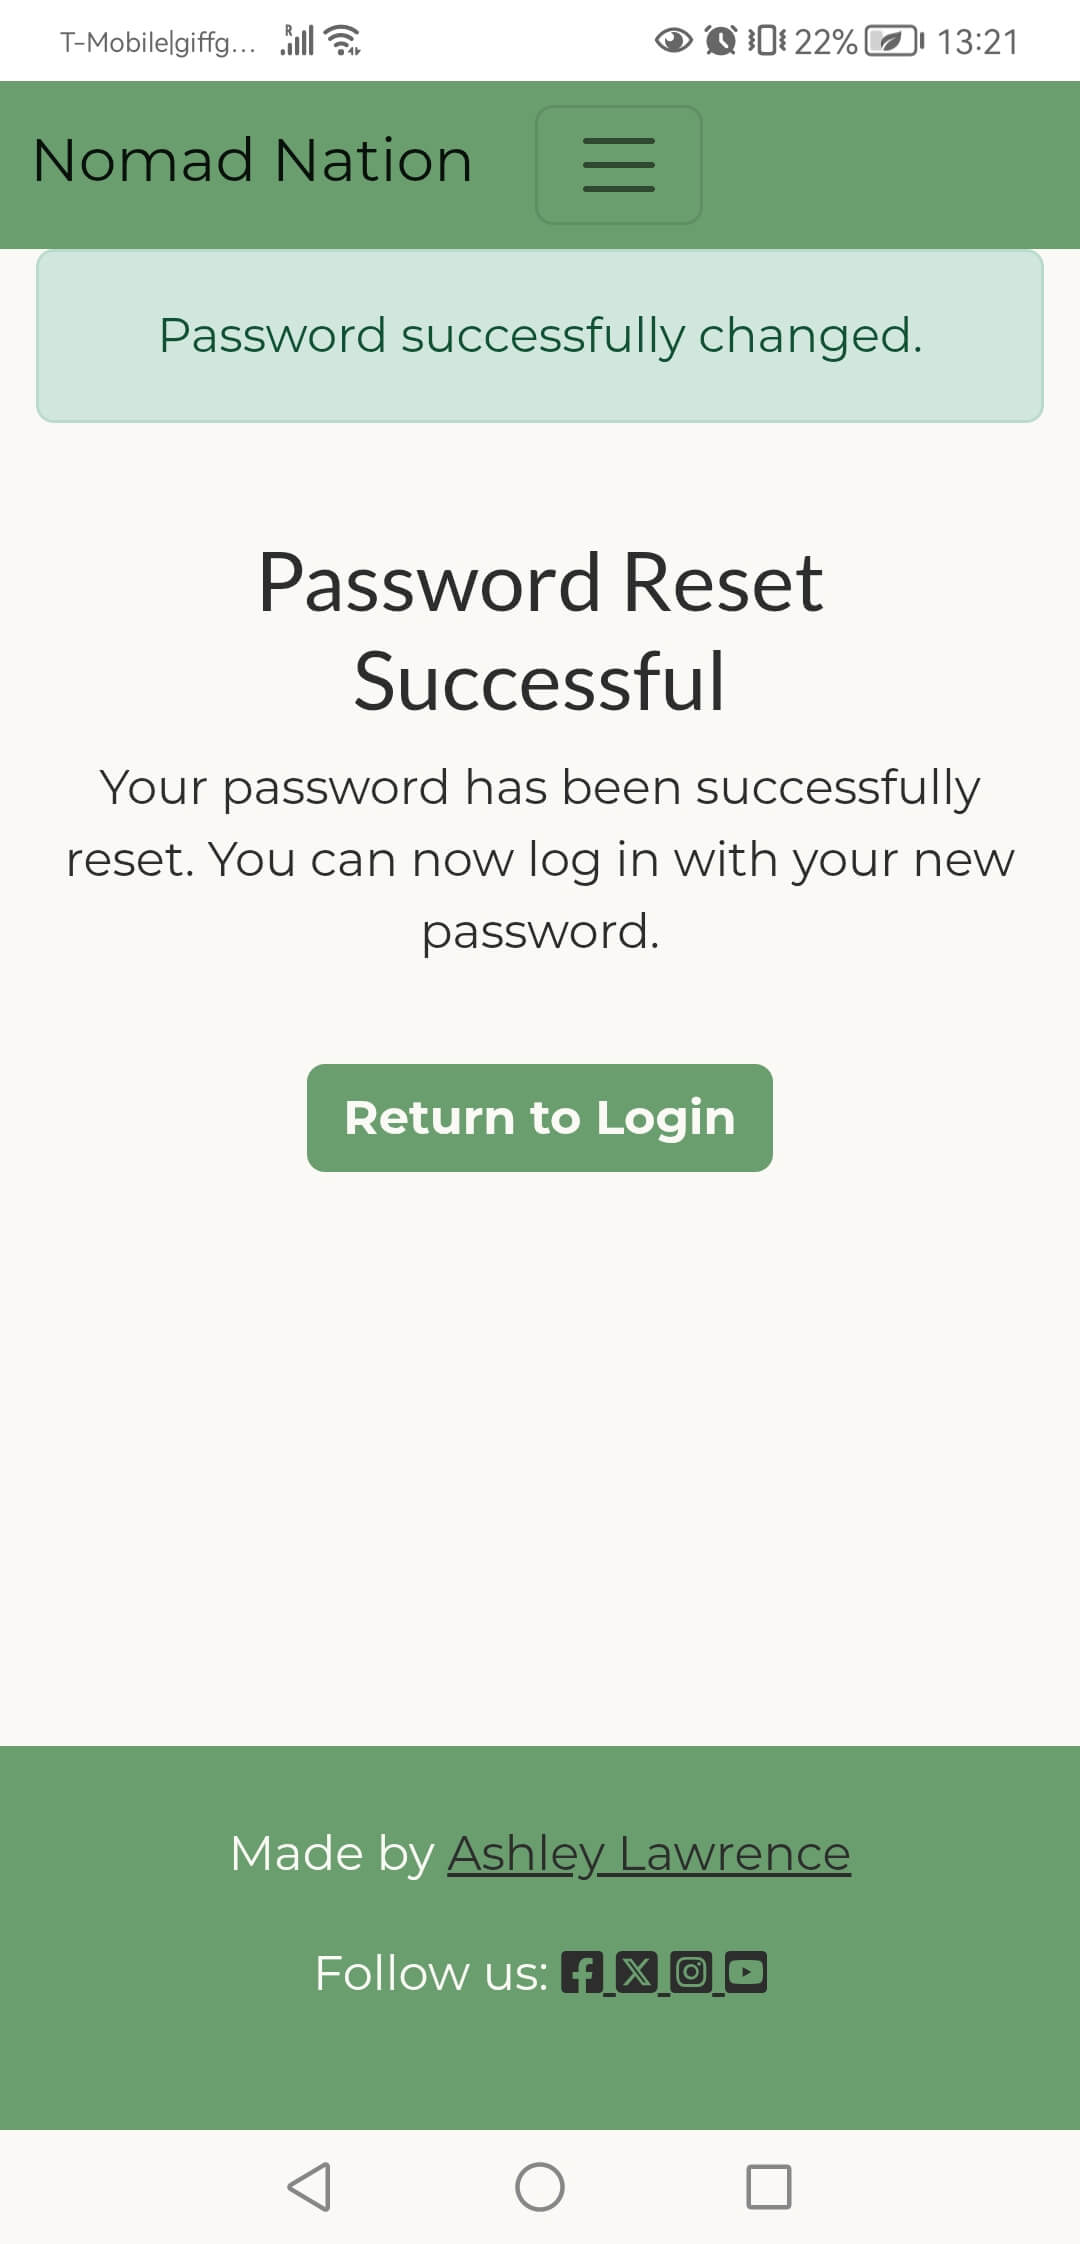 T-Mobile|giffg... R 22% 13:21
Nomad Nation
Password successfully changed.
Password Reset
Successful
Your password has been successfully
reset. You can now log in with your new
password.
Return to Login
Made by Ashley Lawrence
Follow us: